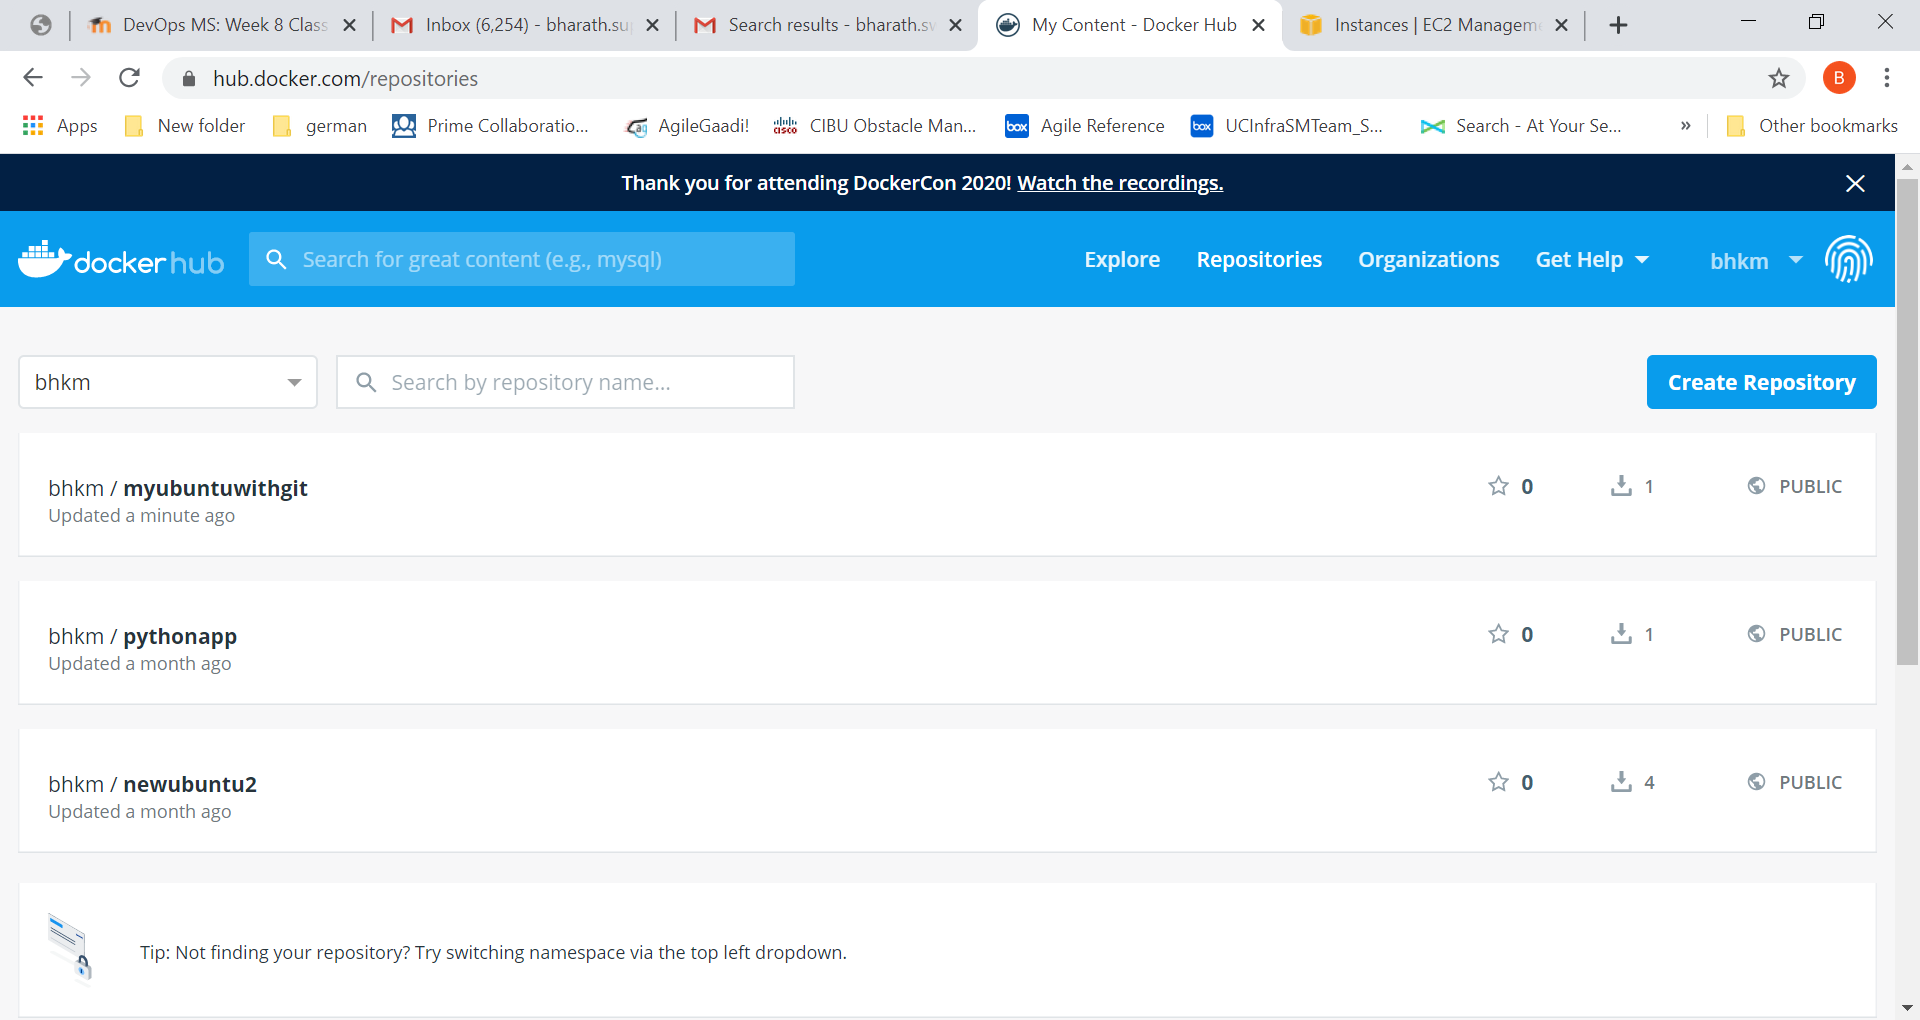 DevOps MS: Week 8 Class
Inbox (6,254) - bharath.su
Search results - bharath.sw
My Content - Docker Hub
Instances | EC2 Managem
hub.docker.com/repositories
B
Apps
New folder
german
Prime Collaboratio...
AgileGaadi!
CIBU Obstacle Man...
Agile Reference
UCInfraSMTeam_S...
Search - At Your Se...
»
Other bookmarks
Thank you for attending DockerCon 2020! Watch the recordings.
docker hub
Search for great content (e.g., mysql)
Explore
Repositories
Organizations
Get Help
bhkm
bhkm
Search by repository name...
Create Repository
bhkm / myubuntuwithgit
0
1
PUBLIC
Updated a minute ago
bhkm / pythonapp
0
1
PUBLIC
Updated a month ago
bhkm / newubuntu2
0
4
PUBLIC
Updated a month ago
Tip: Not finding your repository? Try switching namespace via the top left dropdown.